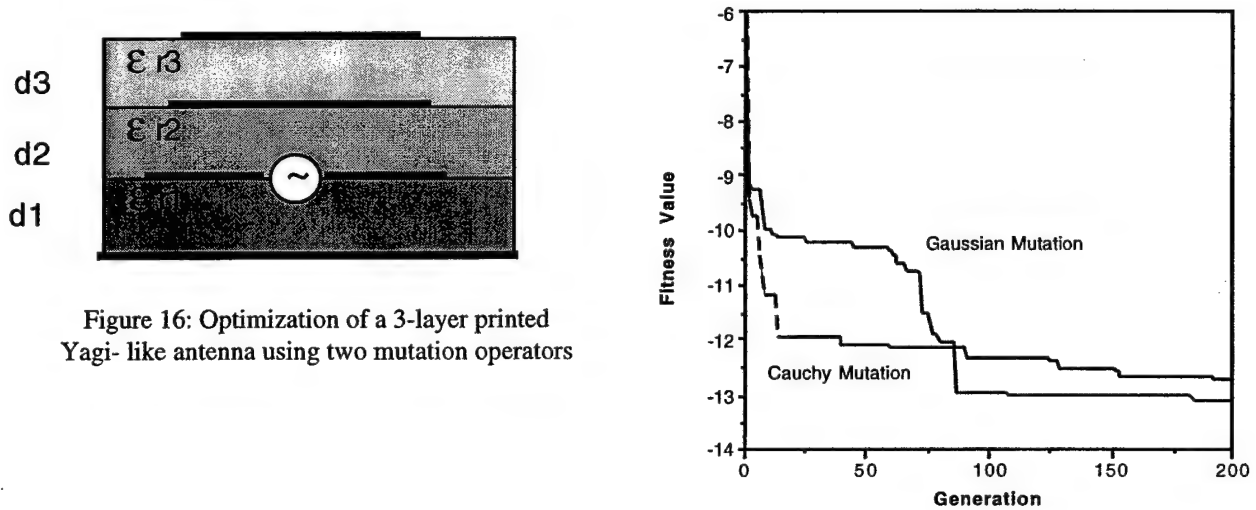 ε r3
d3
ε r2
d2
~
d1
Figure 16: Optimization of a 3-layer printed
Yagi- like antenna using two mutation operators
-6
-7
-8
-9
-10
-11
-12
-13
-14
Fitness Value
Gaussian Mutation
Cauchy Mutation
0
50
100
150
200
Generation